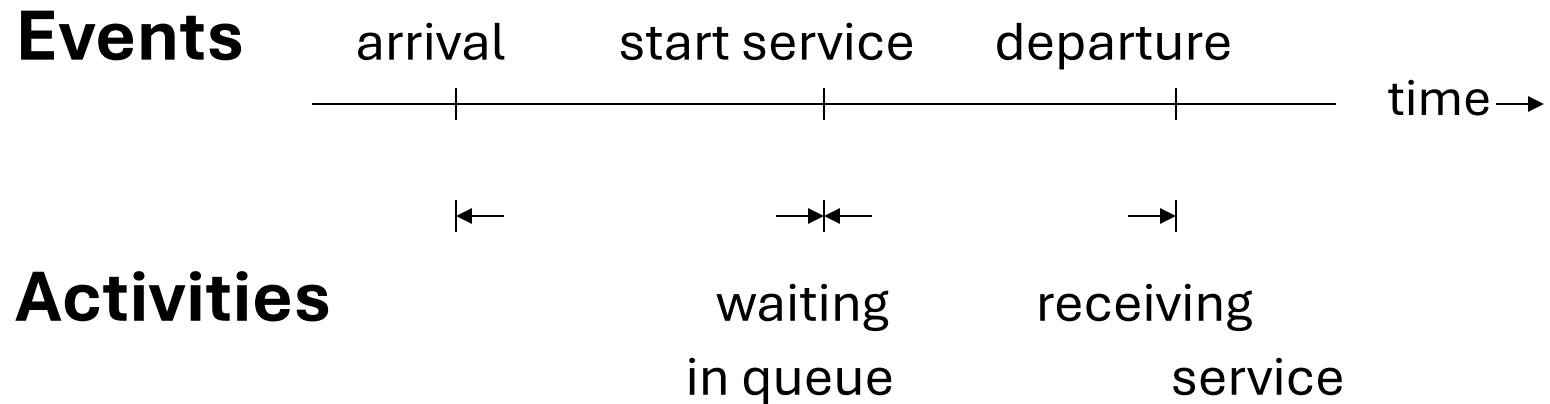 Events arrival start service departure
time
Activities waiting receiving
in queue service